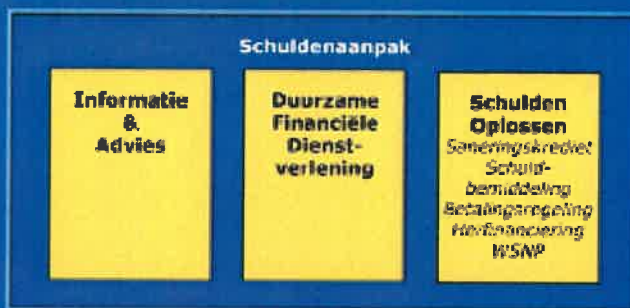 Schuldenaanpak
Informatie
&
Advies
Duurzame
Financiële
Dienst-
verlening
Schulden
Oplossen
Saneringskrediet
Schuld-
bemiddeling
Betalingsregeling
Herfinanciering
WSNP